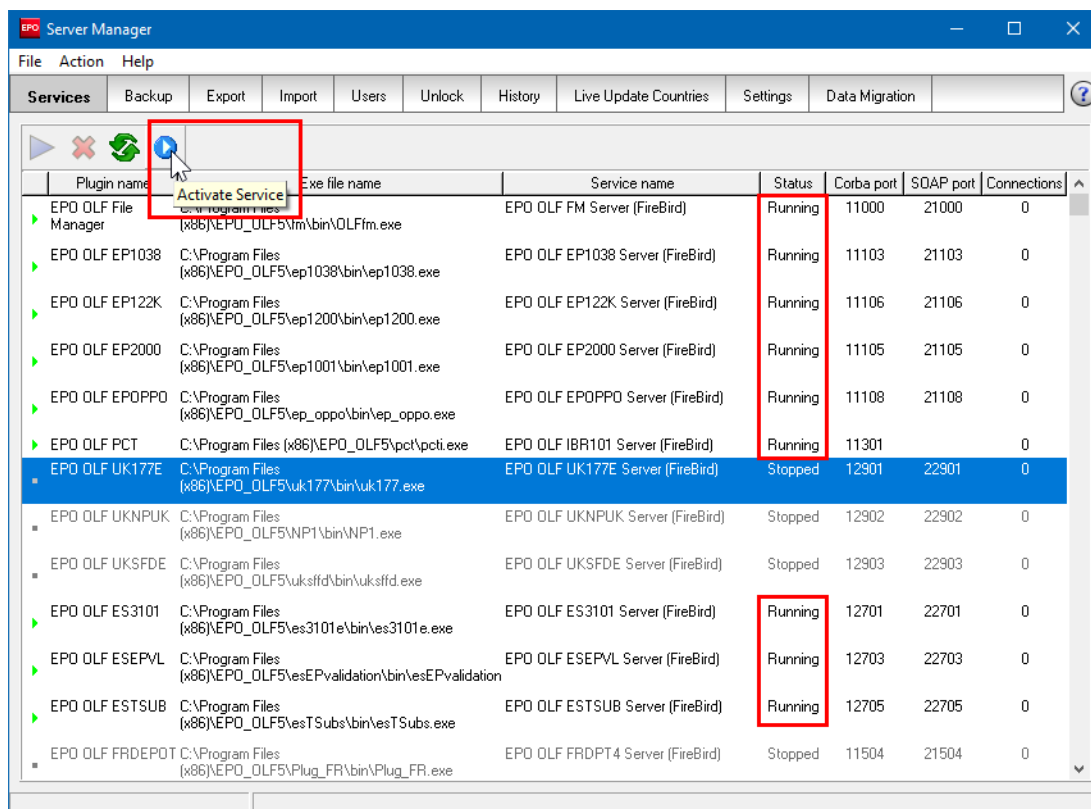 EPO Server Manager
File Action Help
Services Backup Export Import Users Unlock History Live Update Countries Settings Data Migration ?
Activate Service
Plugin name Exe file name Service name Status Corba port SOAP port Connections
EPO OLF File C:\Program Files EPO OLF FM Server (FireBird) Running 11000 21000 0
Manager (x86)\EPO_OLF5\fm\bin\OLFfm.exe
EPO OLF EP1038 C:\Program Files EPO OLF EP1038 Server (FireBird) Running 11103 21103 0
(x86)\EPO_OLF5\ep1038\bin\ep1038.exe
EPO OLF EP122K C:\Program Files EPO OLF EP122K Server (FireBird) Running 11106 21106 0
(x86)\EPO_OLF5\ep1200\bin\ep1200.exe
EPO OLF EP2000 C:\Program Files EPO OLF EP2000 Server (FireBird) Running 11105 21105 0
(x86)\EPO_OLF5\ep1001\bin\ep1001.exe
EPO OLF EPOPPO C:\Program Files EPO OLF EPOPPO Server (FireBird) Running 11108 21108 0
(x86)\EPO_OLF5\ep_oppo\bin\ep_oppo.exe
EPO OLF PCT C:\Program Files (x86)\EPO_OLF5\pct\pcti.exe EPO OLF IBR101 Server (FireBird) Running 11301 0
EPO OLF UK177E C:\Program Files EPO OLF UK177E Server (FireBird) Stopped 12901 22901 0
(x86)\EPO_OLF5\uk177\bin\uk177.exe
EPO OLF UKNPUK C:\Program Files EPO OLF UKNPUK Server (FireBird) Stopped 12902 22902 0
(x86)\EPO_OLF5\NP1\bin\NP1.exe
EPO OLF UKSFDE C:\Program Files EPO OLF UKSFDE Server (FireBird) Stopped 12903 22903 0
(x86)\EPO_OLF5\uksffd\bin\uksffd.exe
EPO OLF ES3101 C:\Program Files EPO OLF ES3101 Server (FireBird) Running 12701 22701 0
(x86)\EPO_OLF5\es3101e\bin\es3101e.exe
EPO OLF ESEPVL C:\Program Files EPO OLF ESEPVL Server (FireBird) Running 12703 22703 0
(x86)\EPO_OLF5\esEPvalidation\bin\esEPvalidation
EPO OLF ESTSUB C:\Program Files EPO OLF ESTSUB Server (FireBird) Running 12705 22705 0
(x86)\EPO_OLF5\esTSubs\bin\esTSubs.exe
EPO OLF FRDEPOT C:\Program Files EPO OLF FRDPT4 Server (FireBird) Stopped 11504 21504 0
(x86)\EPO_OLF5\Plug_FR\bin\Plug_FR.exe